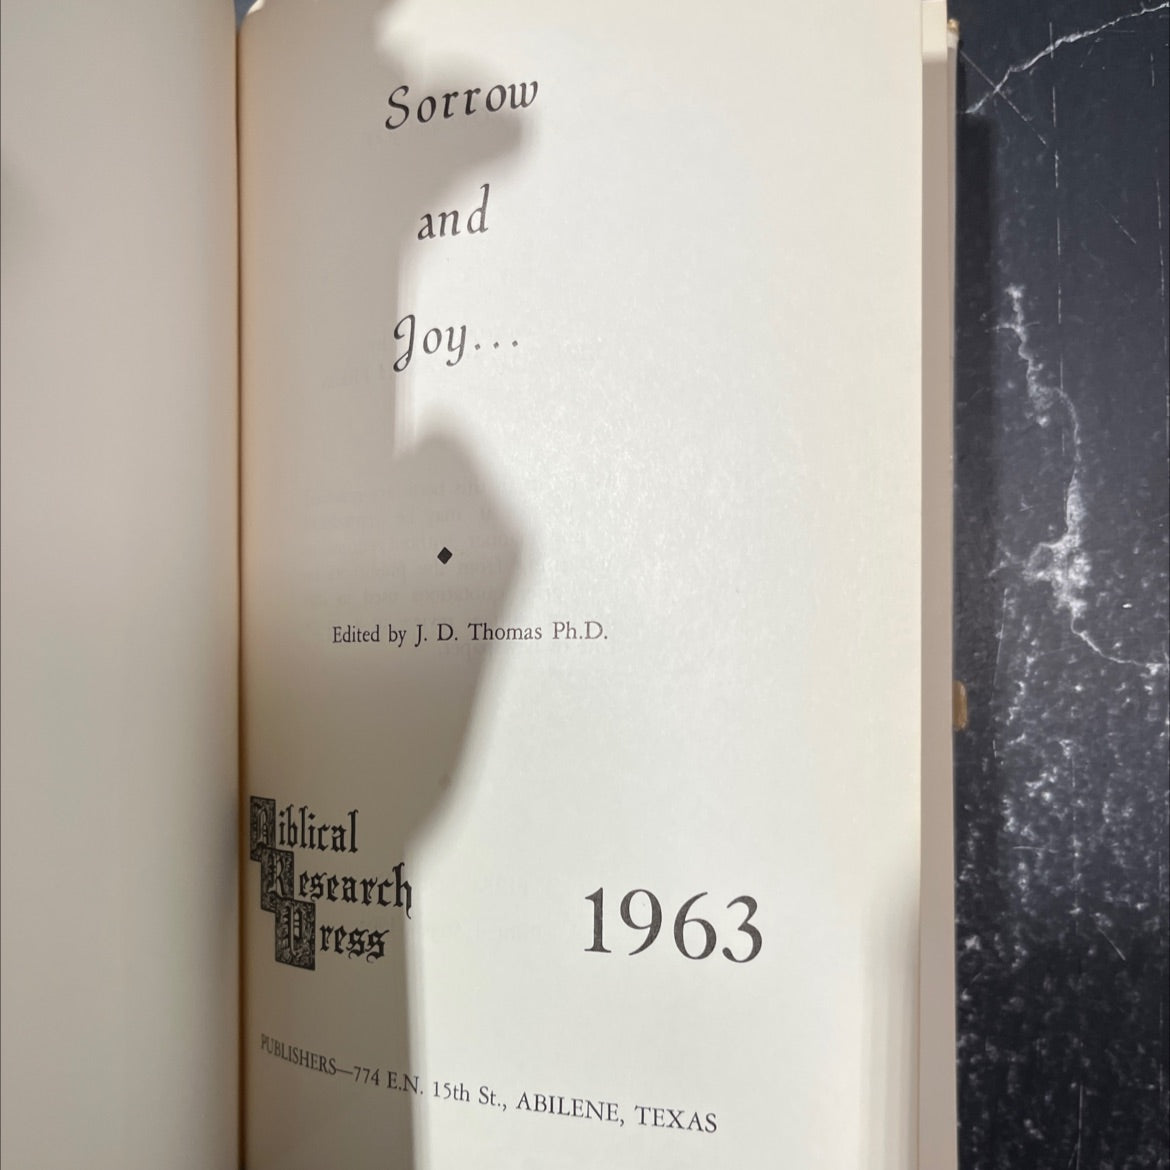 Sorrow
and
Joy...
Edited by J. D. Thomas Ph.D.
Biblical
Research
Press
1963
PUBLISHERS—774 E.N. 15th St., ABILENE, TEXAS